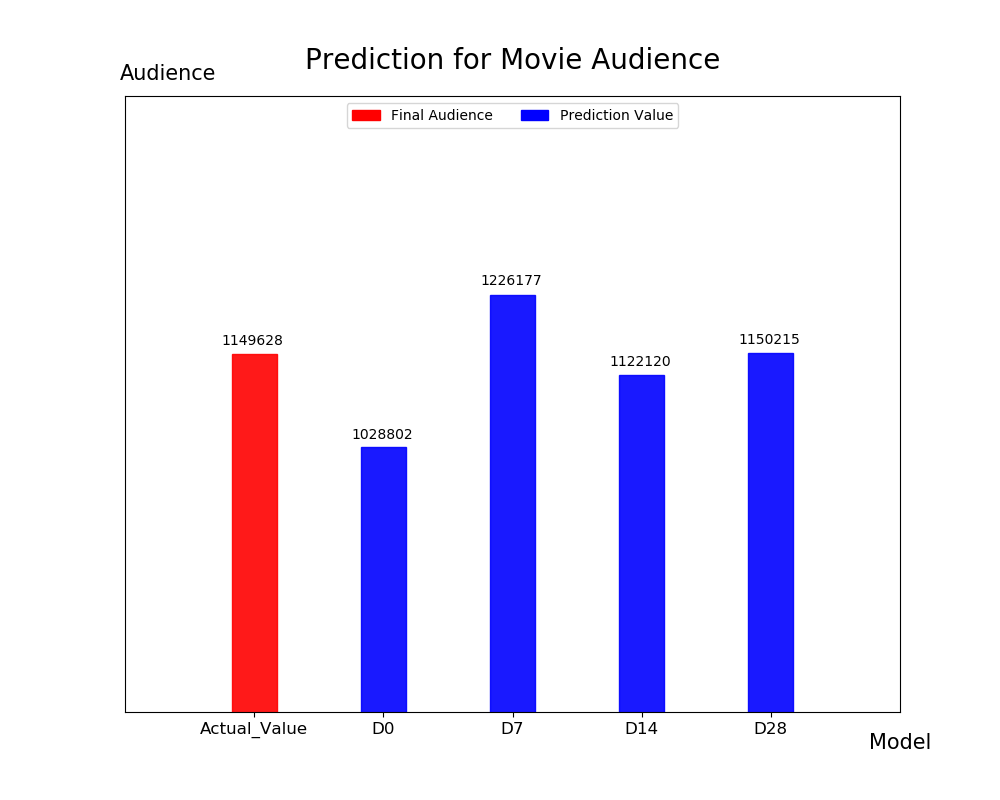 Prediction for Movie Audience
Audience
Final Audience Prediction Value
1226177
1149628
1150215
1122120
1028802
Actual_Value D0 D7 D14 D28
Model